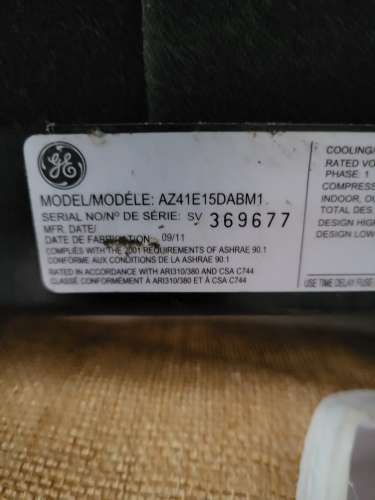 GE
MODEL/MODÈLE: AZ41E15DABM1
SERIAL NO/Nº DE SÉRIE: SV 369677
MFR. DATE/
DATE DE FABRICATION 09/11
COMPLIES WITH THE 2001 REQUIREMENTS OF ASHRAE 90.1
CONFORME AUX CONDITIONS DE LA ASHRAE 90.1
RATED IN ACCORDANCE WITH ARI310/380 AND CSA C744
CLASSÉ CONFORMÉMENT À ARI310/380 ET À CSA C744
COOLING/
RATED VO
PHASE: 1
COMPRESS
INDOOR, OU
TOTAL DES
DESIGN HIGH
DESIGN LOW
USE TIME DELAY FUSE